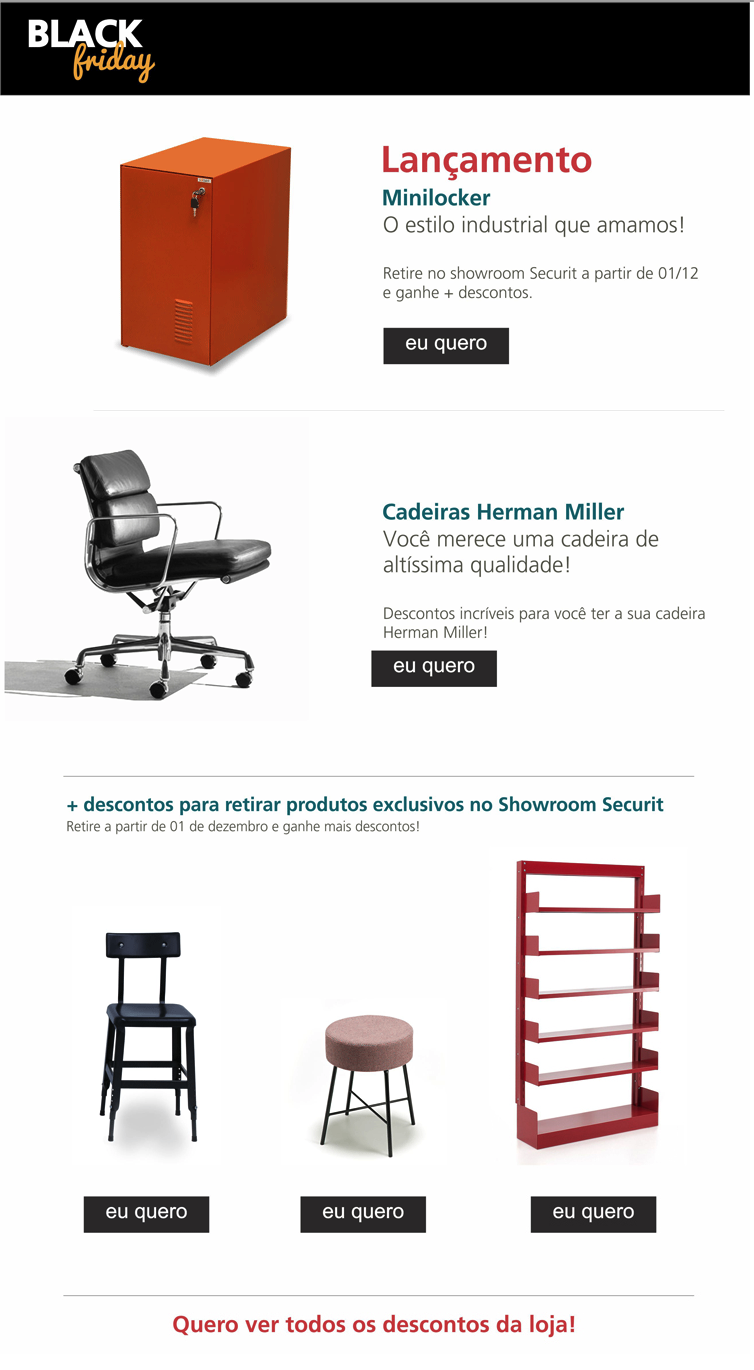 BLACK
friday
Lançamento
Minilocker
O estilo industrial que amamos!
Retire no showroom Securit a partir de 01/12
e ganhe + descontos.
eu quero
Cadeiras Herman Miller
Você merece uma cadeira de
altíssima qualidade!
Descontos incríveis para você ter a sua cadeira
Herman Miller!
eu quero
+ descontos para retirar produtos exclusivos no Showroom Securit
Retire a partir de 01 de dezembro e ganhe mais descontos!
eu quero
eu quero
eu quero
Quero ver todos os descontos da loja!